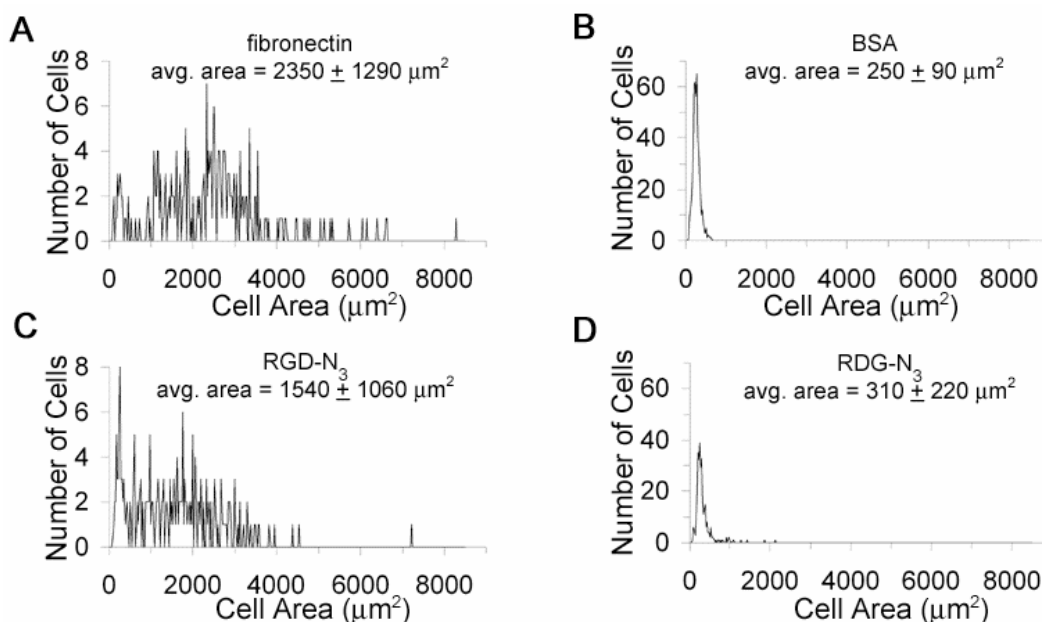 A
fibronectin
avg. area = 2350 ± 1290 μm²
Number of Cells
8
6
4
2
0
0 2000 4000 6000 8000
Cell Area (μm²)
B
BSA
avg. area = 250 ± 90 μm²
Number of Cells
60
40
20
0
0 2000 4000 6000 8000
Cell Area (μm²)
C
RGD-N₃
avg. area = 1540 ± 1060 μm²
Number of Cells
8
6
4
2
0
0 2000 4000 6000 8000
Cell Area (μm²)
D
RDG-N₃
avg. area = 310 ± 220 μm²
Number of Cells
60
40
20
0
0 2000 4000 6000 8000
Cell Area (μm²)